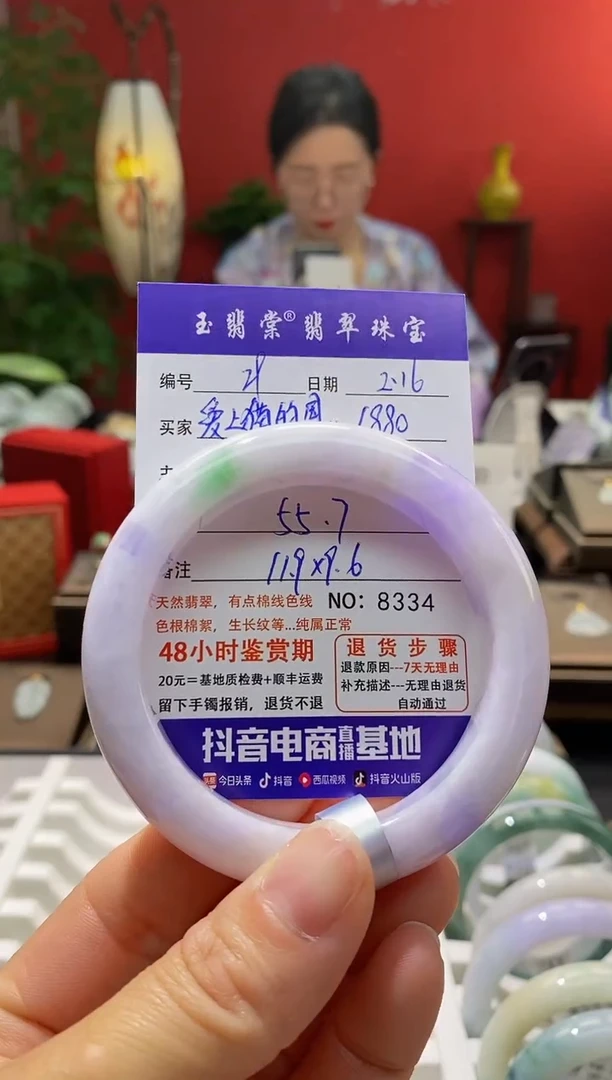 玉翡棠® 翡翠珠宝
编号 21 日期 2.16
买家 爱上猫的周 1880
55.7
备注 11.9×9.6
天然翡翠,有点棉线色线 NO: 8334
色根棉絮,生长纹等...纯属正常
48小时鉴赏期
20元=基地质检费+顺丰运费
留下手镯报销,退货不退
退货步骤
退款原因---7天无理由
补充描述---无理由退货
自动通过
抖音电商直播基地
头条 今日头条 抖音 西瓜视频 抖音火山版